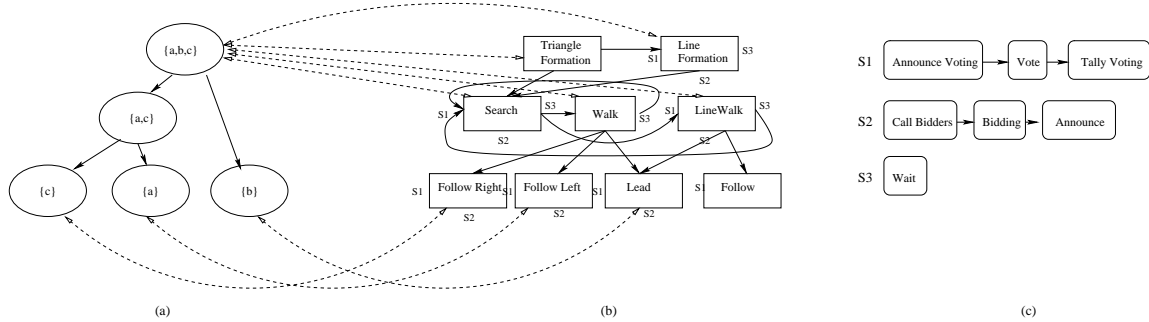 {a,b,c}
{a,c}
{c}
{a}
{b}
(a)
Triangle
Formation
S1
Line
Formation
S3
S2
S1
Search
S3
S2
Walk
S3
S1
LineWalk
S3
S2
S1
Follow Right
S2
S1
Follow Left
S1
Lead
S2
S1
Follow
(b)
S1
Announce Voting
Vote
Tally Voting
S2
Call Bidders
Bidding
Announce
S3
Wait
(c)